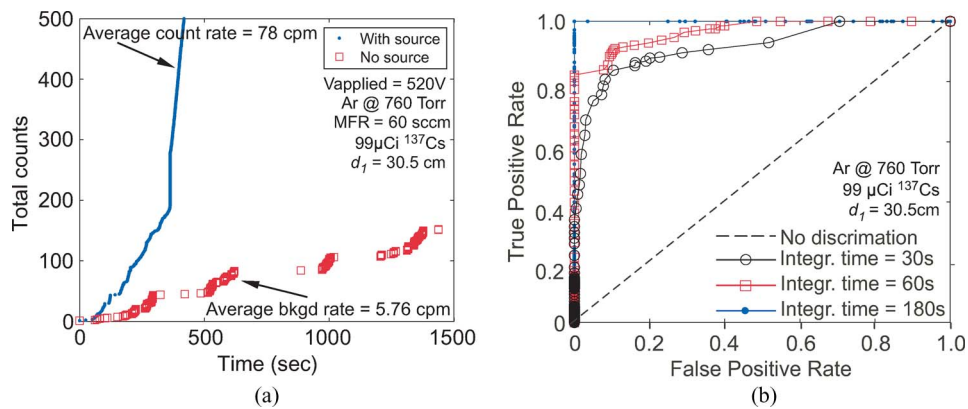 500
400
300
200
100
0
Total counts
Average count rate = 78 cpm
With source
No source
Vapplied = 520V
Ar @ 760 Torr
MFR = 60 sccm
99µCi ¹³⁷Cs
d₁ = 30.5 cm
Average bkgd rate = 5.76 cpm
0 500 1000 1500
Time (sec)
(a)
1.0
0.8
0.6
0.4
0.2
0
True Positive Rate
Ar @ 760 Torr
99 µCi ¹³⁷Cs
d₁ = 30.5cm
No discrimation
Integr. time = 30s
Integr. time = 60s
Integr. time = 180s
0 0.2 0.4 0.6 0.8 1.0
False Positive Rate
(b)